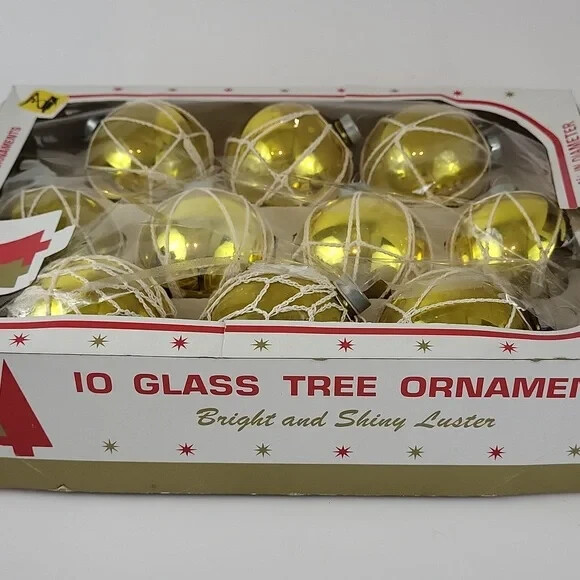 10 GLASS TREE ORNAMEN
Bright and Shiny Luster